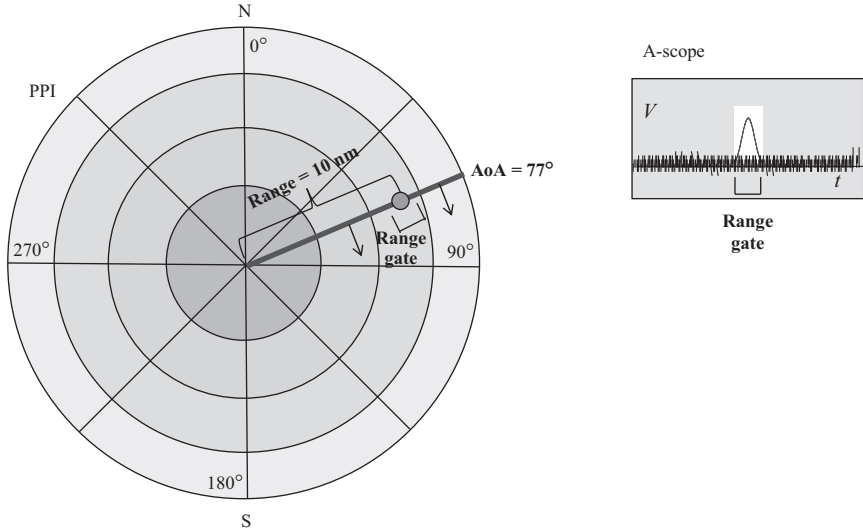 N
0°
PPI
Range = 10 nm
AoA = 77°
270°
Range
gate
90°
180°
S
A-scope
V
t
Range
gate